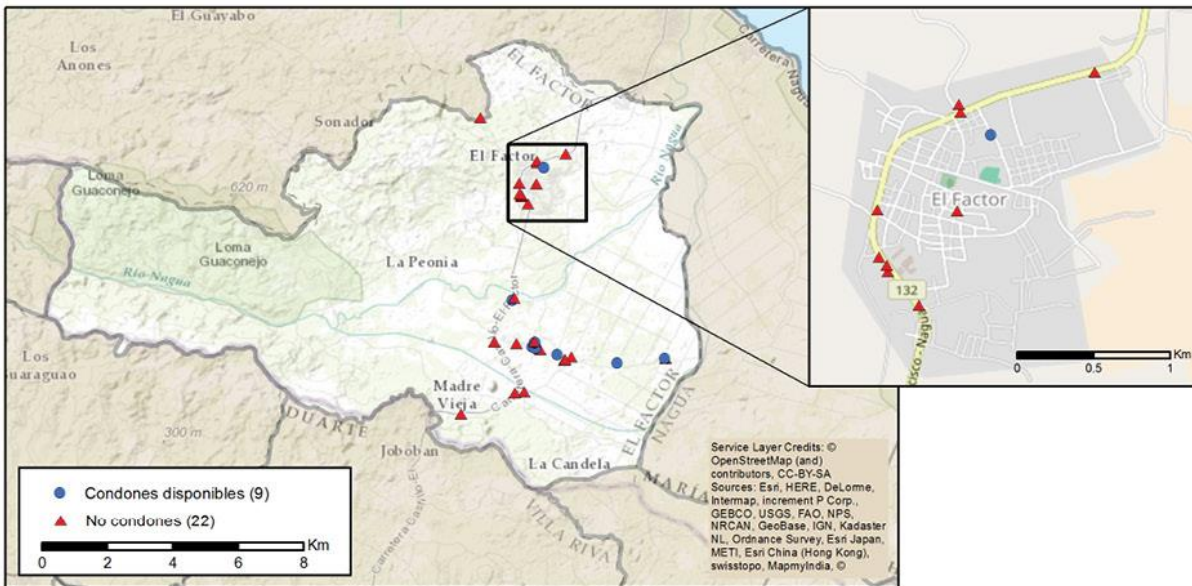 El Guayabo
Los
Anones
Sonador
EL FACTOR
Carretera Nagua
El Factor
Río Nagua
620 m
Loma
Guaconejo
Loma
Guaconejo
La Peonia
Río Nagua
Los
Madre
Vieja
DUARTE
300 m
Joboban
La Candela
EL FACTOR
NAGUA
MARÍA
VILLA RIVA
El Factor
132
Condones disponibles (9)
No condones (22)
Km
0 2 4 6 8
Km
0 0.5 1
Service Layer Credits: ©
OpenStreetMap (and)
contributors, CC-BY-SA
Sources: Esri, HERE, DeLorme,
Intermap, increment P Corp.,
GEBCO, USGS, FAO, NPS,
NRCAN, GeoBase, IGN, Kadaster
NL, Ordnance Survey, Esri Japan,
METI, Esri China (Hong Kong),
swisstopo, MapmyIndia, ©